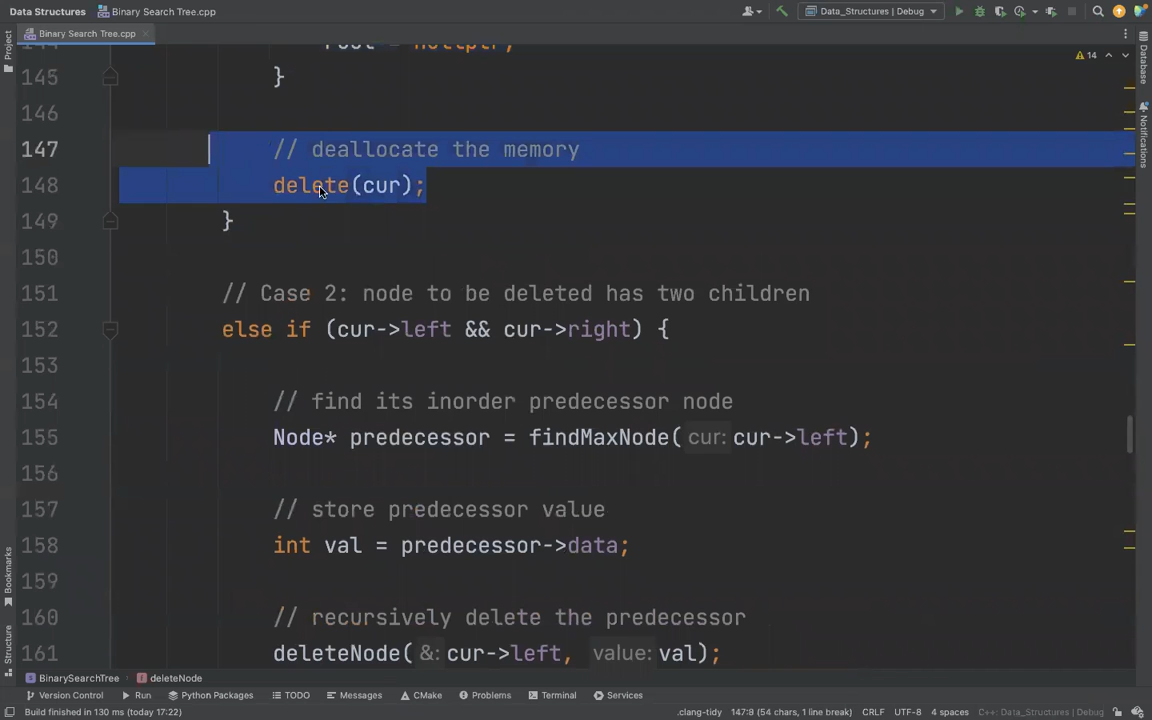 Data Structures Binary Search Tree.cpp Data_Structures | Debug
Project
Binary Search Tree.cpp
Database
Notifications
14
root = nullptr;
145 }
146
147 // deallocate the memory
148 delete(cur);
149 }
150
151 // Case 2: node to be deleted has two children
152 else if (cur->left && cur->right) {
153
154 // find its inorder predecessor node
155 Node* predecessor = findMaxNode( cur: cur->left);
156
157 // store predecessor value
158 int val = predecessor->data;
159
160 // recursively delete the predecessor
161 deleteNode( &: cur->left, value: val);
Bookmarks
Structure
BinarySearchTree deleteNode
Version Control Run Python Packages TODO Messages CMake Problems Terminal Services
Build finished in 130 ms (today 17:22) .clang-tidy 147:8 (54 chars, 1 line break) CRLF UTF-8 4 spaces C++: Data_Structures | Debug